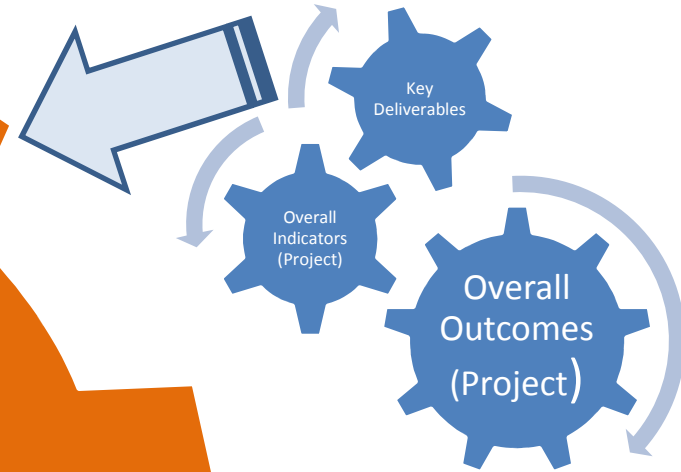 Key
Deliverables
Overall
Indicators
(Project)
Overall
Outcomes
(Project)